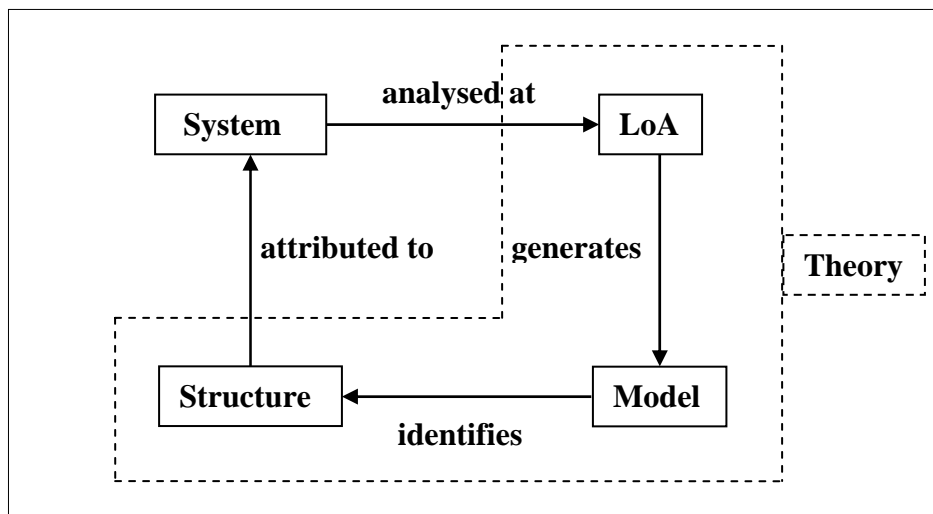 analysed at
System
LoA
attributed to
generates
Theory
Structure
Model
identifies